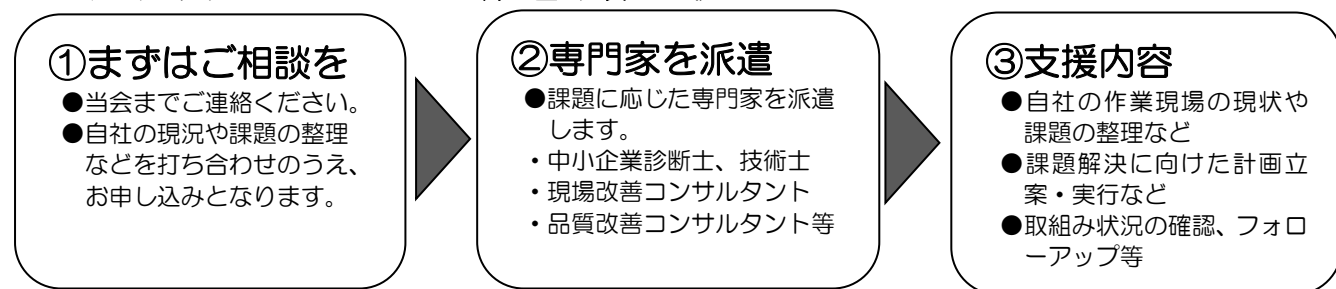 ①まずはご相談を
●当会までご連絡ください。
●自社の現況や課題の整理
などを打ち合わせのうえ、
お申し込みとなります。
②専門家を派遣
●課題に応じた専門家を派遣
します。
・中小企業診断士、技術士
・現場改善コンサルタント
・品質改善コンサルタント等
③支援内容
●自社の作業現場の現状や
課題の整理など
●課題解決に向けた計画立
案・実行など
●取組み状況の確認、フォロ
ーアップ等